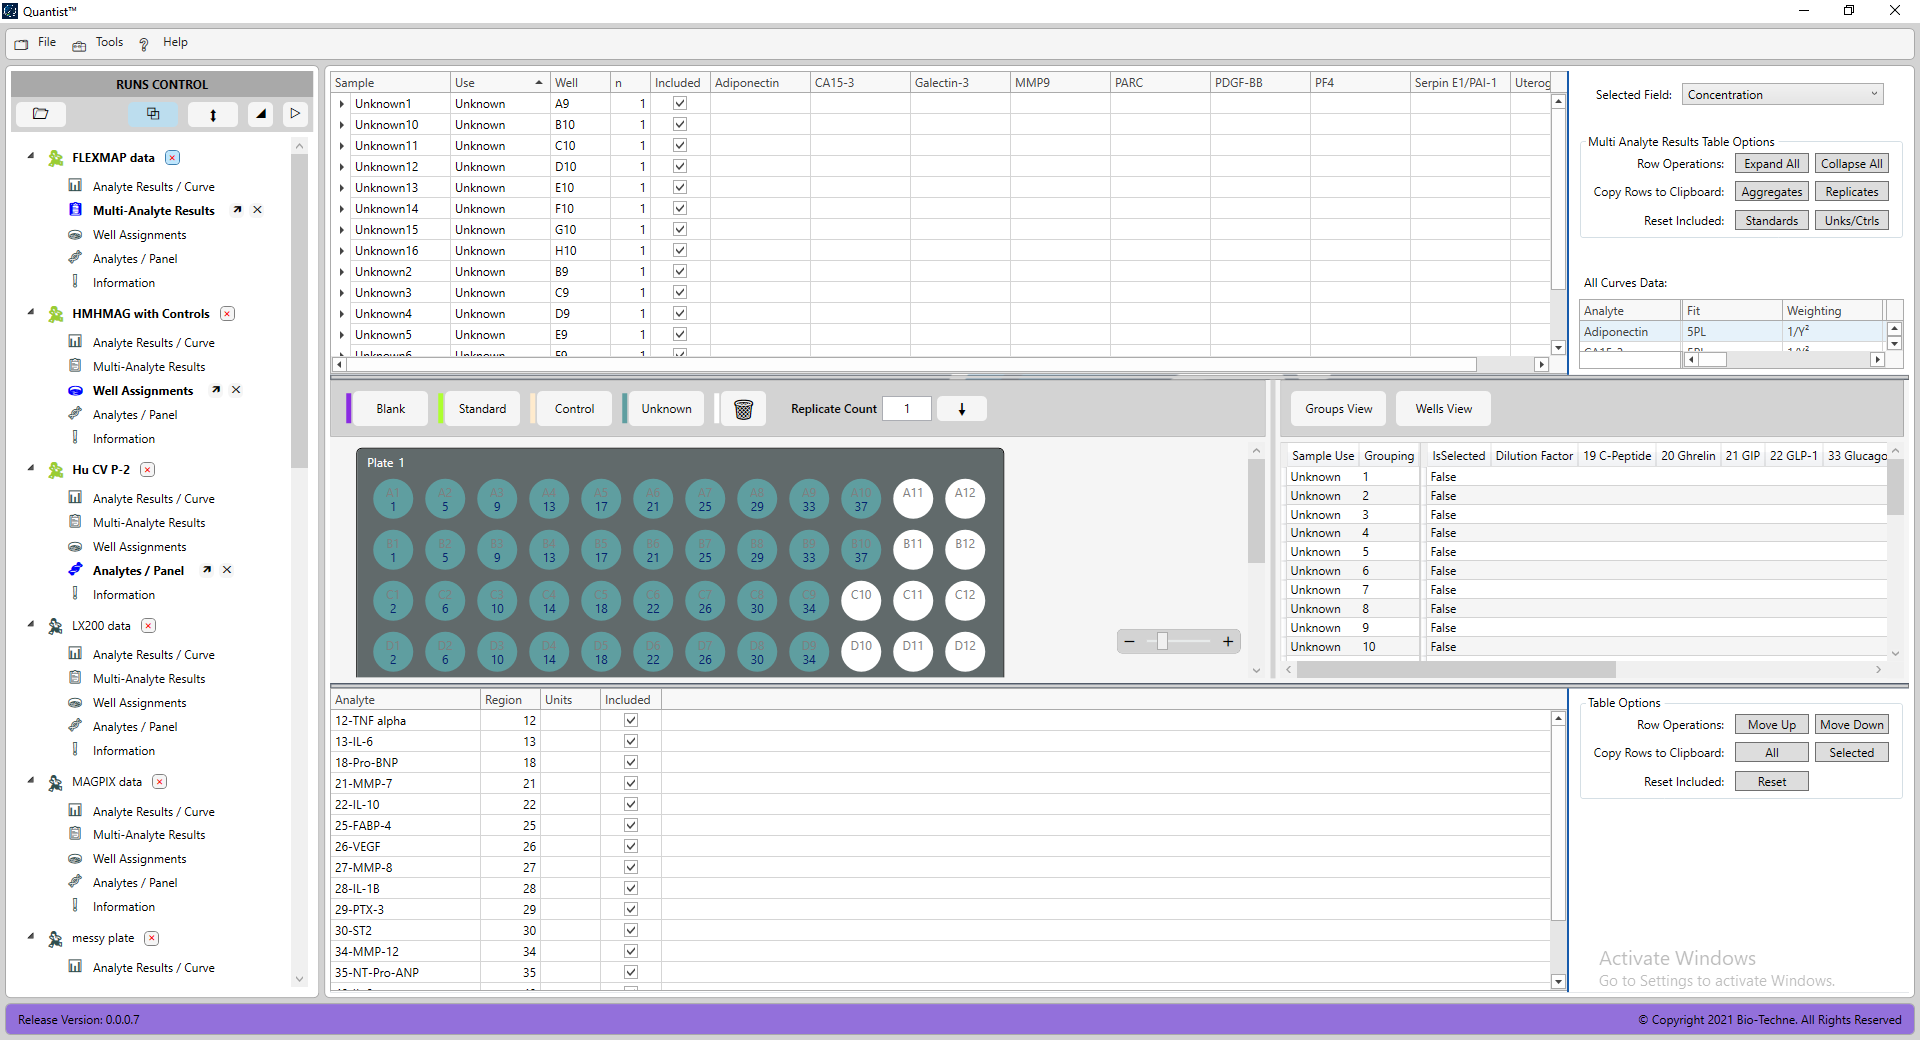 Quantist™
File Tools Help
RUNS CONTROL
FLEXMAP data
Analyte Results / Curve
Multi-Analyte Results
Well Assignments
Analytes / Panel
Information
HMHMAG with Controls
Analyte Results / Curve
Multi-Analyte Results
Well Assignments
Analytes / Panel
Information
Hu CV P-2
Analyte Results / Curve
Multi-Analyte Results
Well Assignments
Analytes / Panel
Information
LX200 data
Analyte Results / Curve
Multi-Analyte Results
Well Assignments
Analytes / Panel
Information
MAGPIX data
Analyte Results / Curve
Multi-Analyte Results
Well Assignments
Analytes / Panel
Information
messy plate
Analyte Results / Curve
Sample Use Well n Included Adiponectin CA15-3 Galectin-3 MMP9 PARC PDGF-BB PF4 Serpin E1/PAI-1 Uterog
Unknown1 Unknown A9 1
Unknown10 Unknown B10 1
Unknown11 Unknown C10 1
Unknown12 Unknown D10 1
Unknown13 Unknown E10 1
Unknown14 Unknown F10 1
Unknown15 Unknown G10 1
Unknown16 Unknown H10 1
Unknown2 Unknown B9 1
Unknown3 Unknown C9 1
Unknown4 Unknown D9 1
Unknown5 Unknown E9 1
Unknown6 Unknown F9 1
Selected Field: Concentration
Multi Analyte Results Table Options
Row Operations: Expand All Collapse All
Copy Rows to Clipboard: Aggregates Replicates
Reset Included: Standards Unks/Ctrls
All Curves Data:
Analyte Fit Weighting
Adiponectin 5PL 1/Y²
CA15-3 5PL 1/Y²
Blank Standard Control Unknown Replicate Count 1
Plate 1
A1 A2 A3 A4 A5 A6 A7 A8 A9 A10 A11 A12
1 5 9 13 17 21 25 29 33 37
B1 B2 B3 B4 B5 B6 B7 B8 B9 B10 B11 B12
1 5 9 13 17 21 25 29 33 37
C1 C2 C3 C4 C5 C6 C7 C8 C9 C10 C11 C12
2 6 10 14 18 22 26 30 34
D1 D2 D3 D4 D5 D6 D7 D8 D9 D10 D11 D12
2 6 10 14 18 22 26 30 34
Groups View Wells View
Sample Use Grouping IsSelected Dilution Factor 19 C-Peptide 20 Ghrelin 21 GIP 22 GLP-1 33 Glucago
Unknown 1 False
Unknown 2 False
Unknown 3 False
Unknown 4 False
Unknown 5 False
Unknown 6 False
Unknown 7 False
Unknown 8 False
Unknown 9 False
Unknown 10 False
Analyte Region Units Included
12-TNF alpha 12
13-IL-6 13
18-Pro-BNP 18
21-MMP-7 21
22-IL-10 22
25-FABP-4 25
26-VEGF 26
27-MMP-8 27
28-IL-1B 28
29-PTX-3 29
30-ST2 30
34-MMP-12 34
35-NT-Pro-ANP 35
Table Options
Row Operations: Move Up Move Down
Copy Rows to Clipboard: All Selected
Reset Included: Reset
Activate Windows
Go to Settings to activate Windows.
Release Version: 0.0.0.7
© Copyright 2021 Bio-Techne. All Rights Reserved